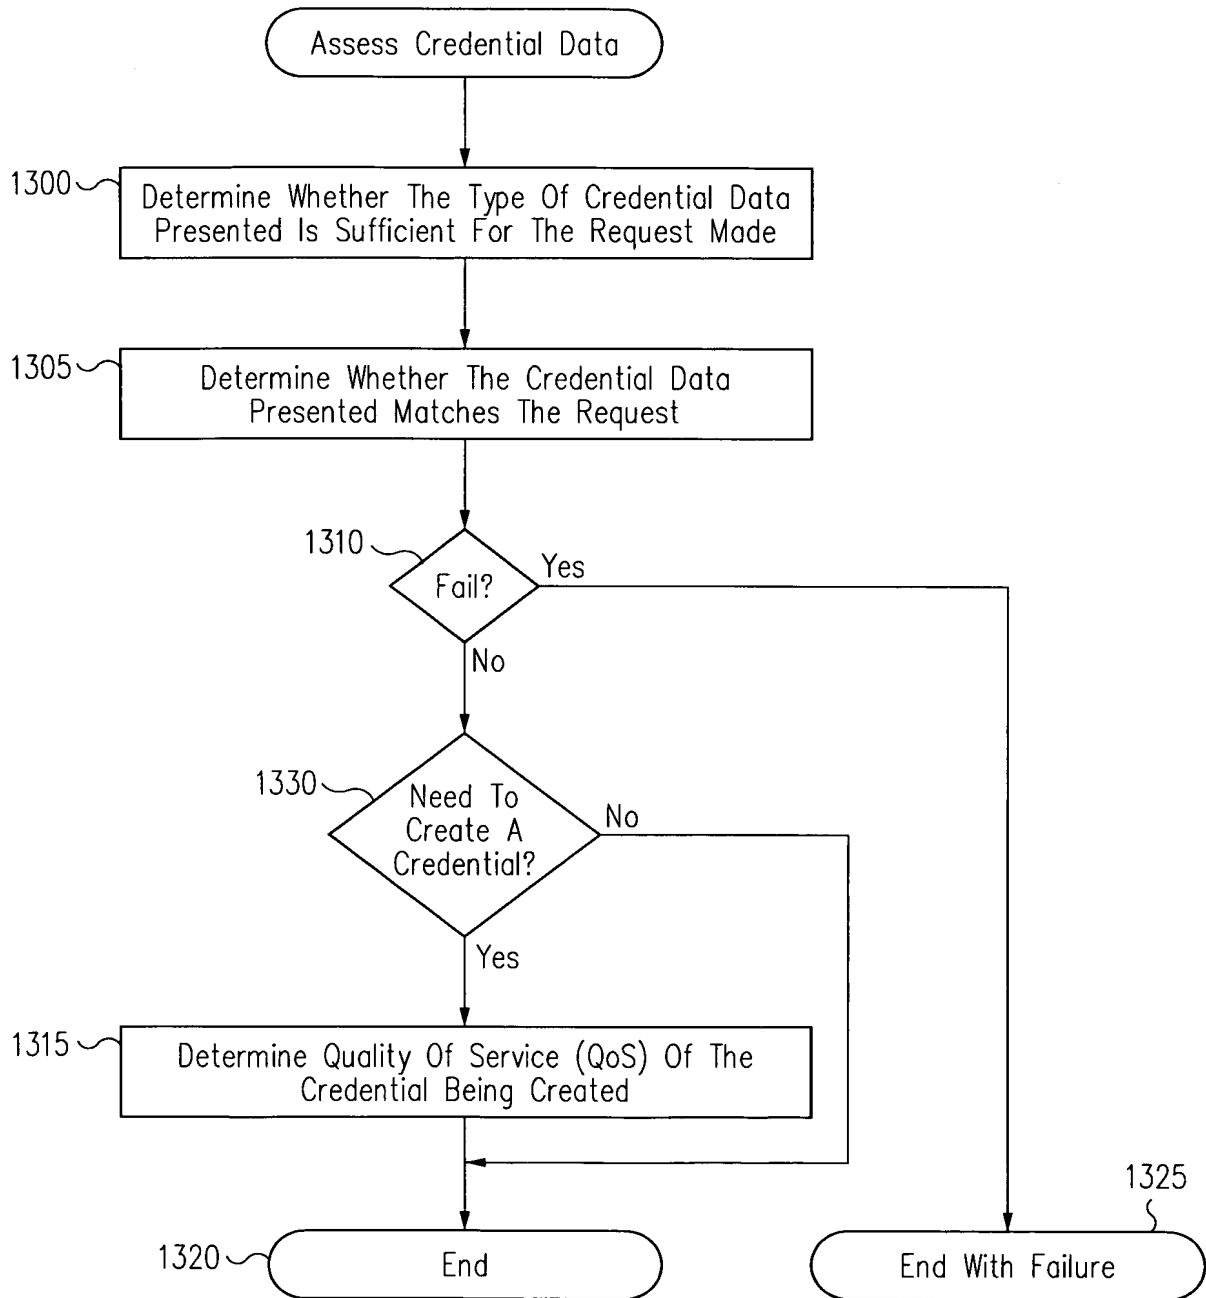 Assess Credential Data
1300
Determine Whether The Type Of Credential Data
Presented Is Sufficient For The Request Made
1305
Determine Whether The Credential Data
Presented Matches The Request
1310
Fail?
Yes
No
1330
Need To
Create A
Credential?
No
Yes
1315
Determine Quality Of Service (QoS) Of The
Credential Being Created
1320
End
1325
End With Failure